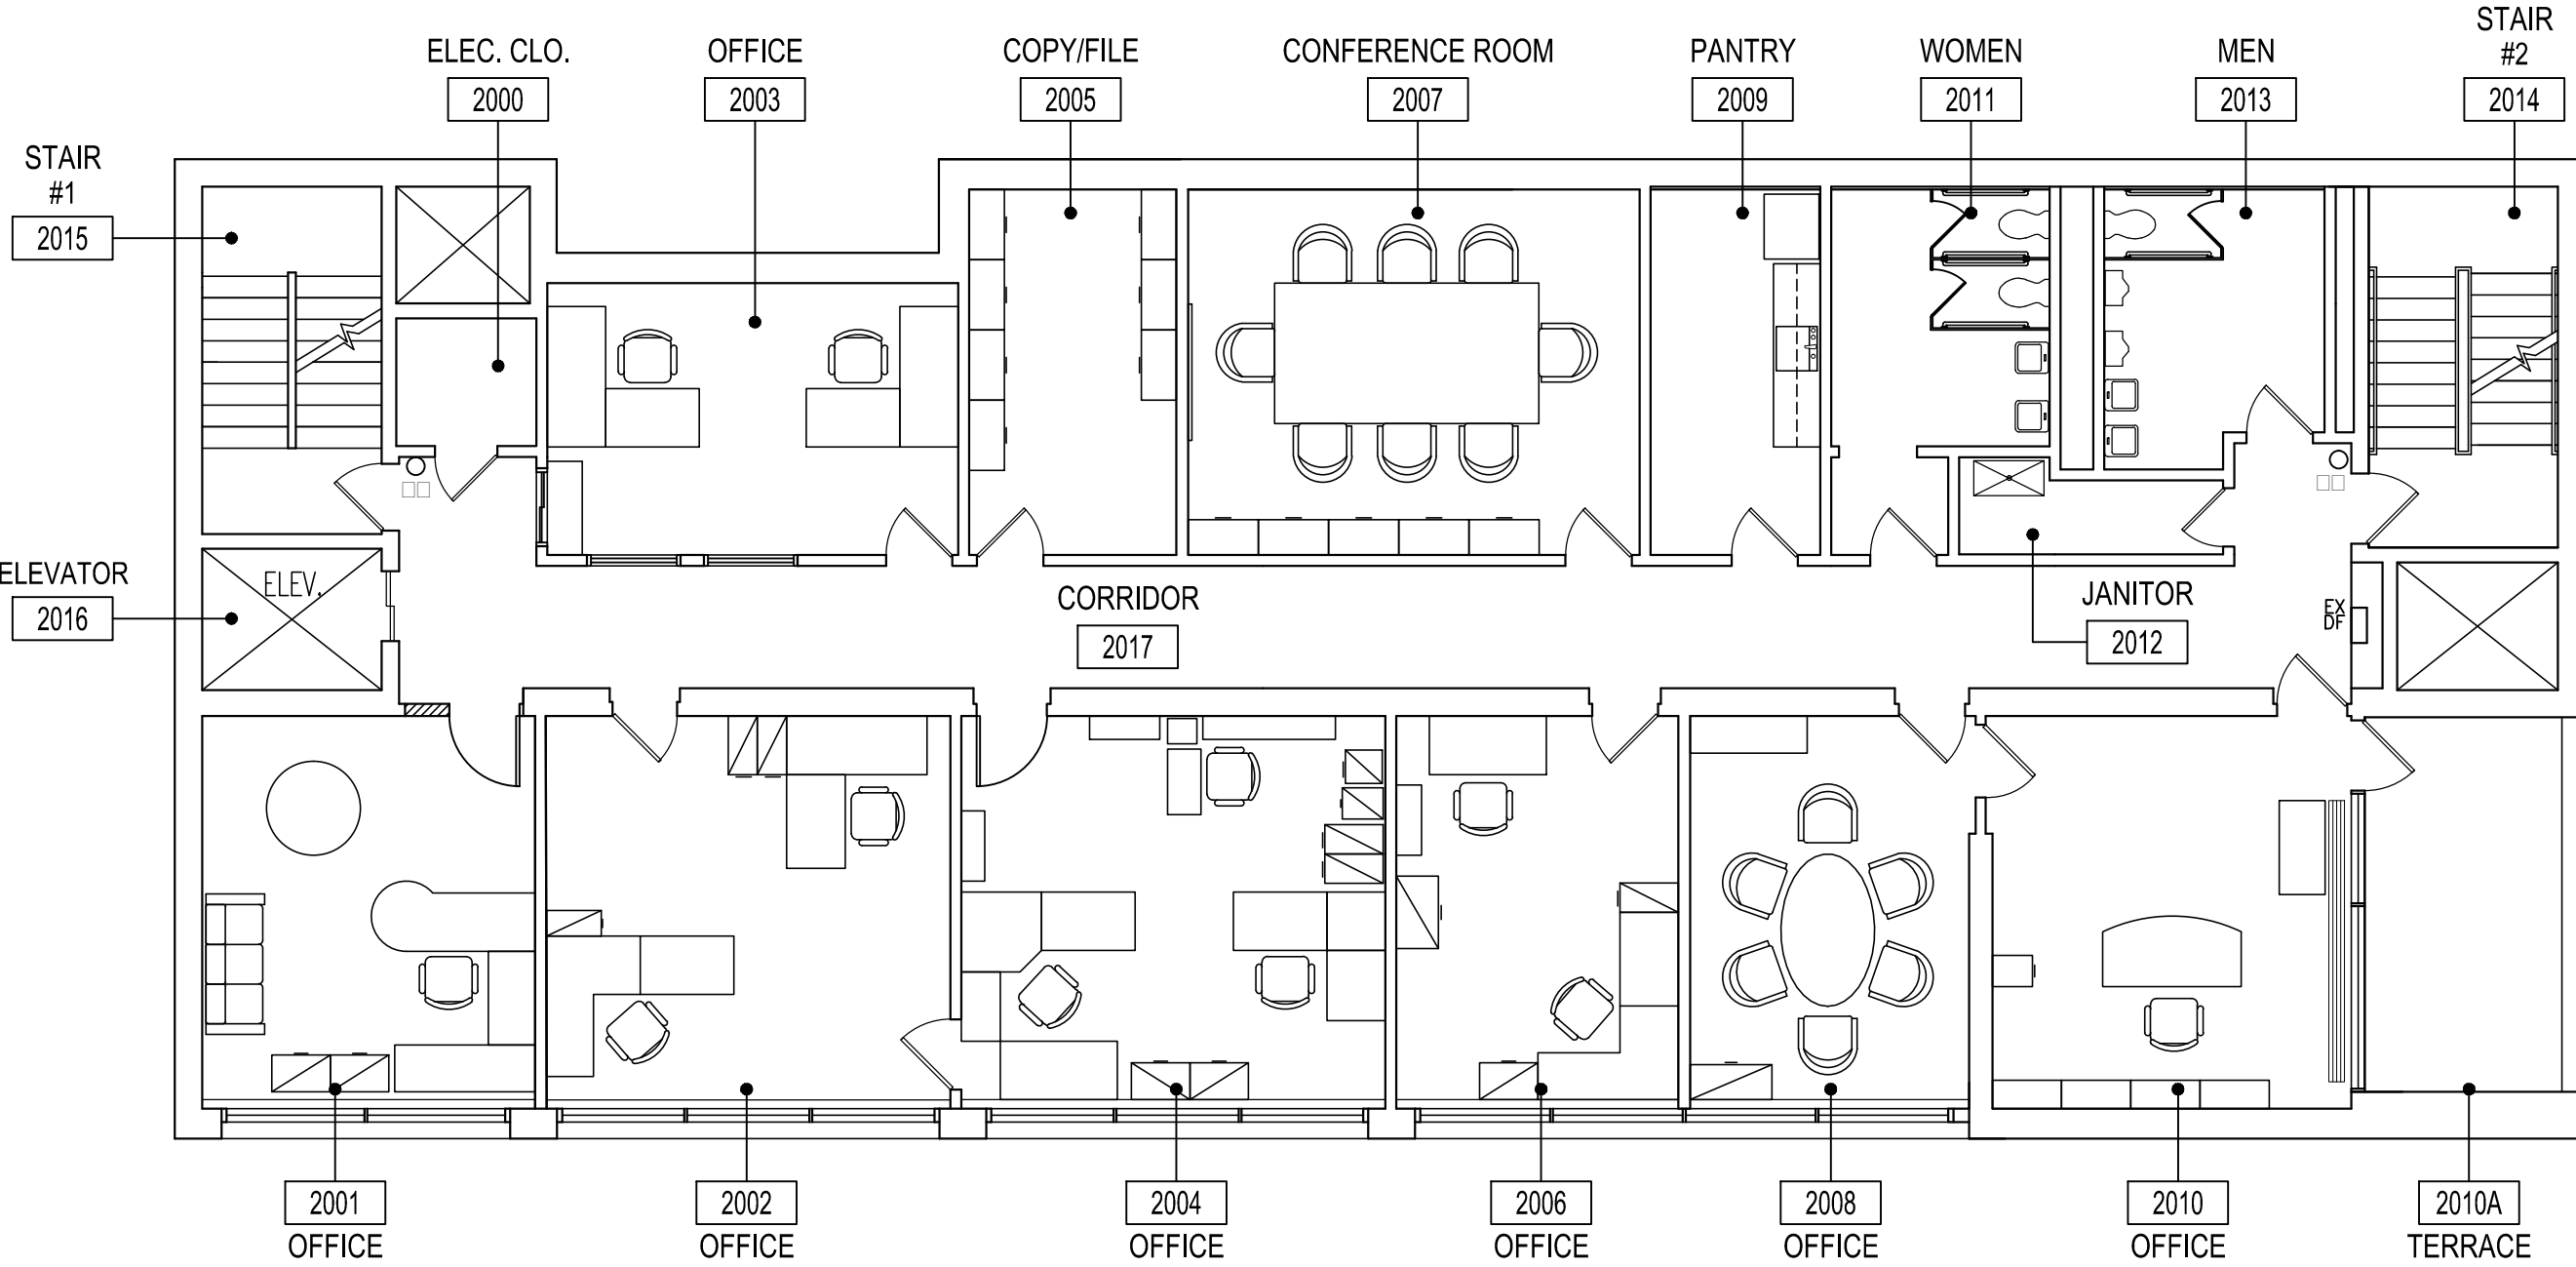 STAIR
#2
2014
ELEC. CLO.
2000
OFFICE
2003
COPY/FILE
2005
CONFERENCE ROOM
2007
PANTRY
2009
WOMEN
2011
MEN
2013
STAIR
#1
2015
ELEVATOR
2016
ELEV.
CORRIDOR
2017
JANITOR
2012
EX
DF
2001
OFFICE
2002
OFFICE
2004
OFFICE
2006
OFFICE
2008
OFFICE
2010
OFFICE
2010A
TERRACE